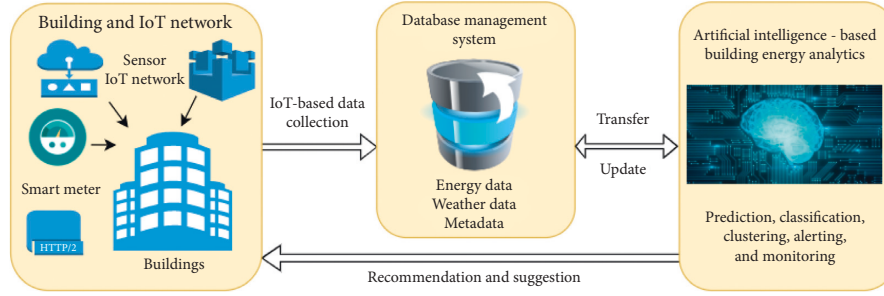 Building and IoT network
Sensor
IoT network
Smart meter
HTTP/2
Buildings
IoT-based data
collection
Database management
system
Energy data
Weather data
Metadata
Transfer
Update
Artificial intelligence - based
building energy analytics
Prediction, classification,
clustering, alerting,
and monitoring
Recommendation and suggestion